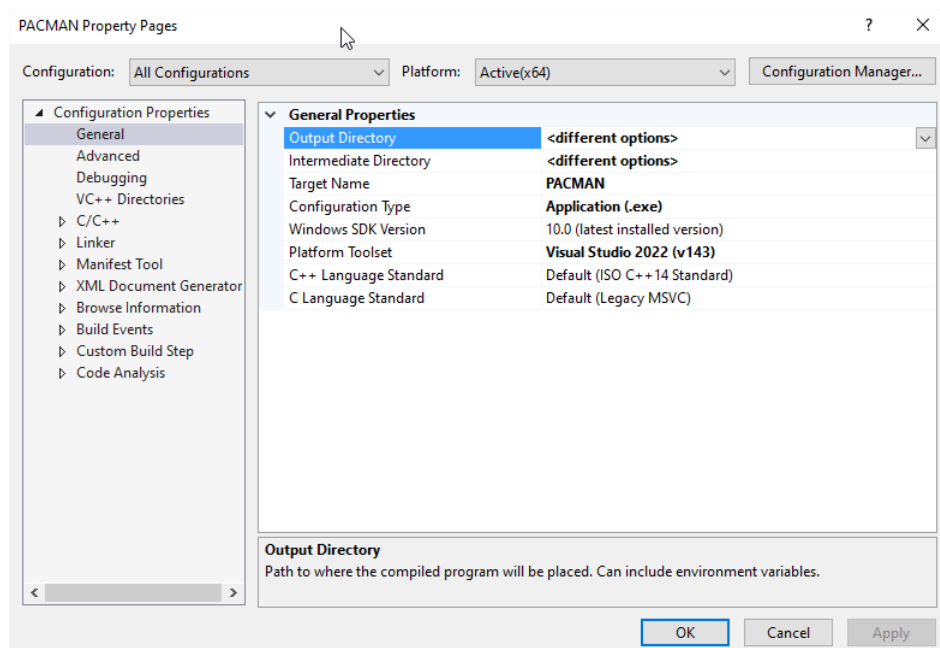 PACMAN Property Pages ? ×
Configuration: All Configurations Platform: Active(x64) Configuration Manager...
Configuration Properties
General
Advanced
Debugging
VC++ Directories
C/C++
Linker
Manifest Tool
XML Document Generator
Browse Information
Build Events
Custom Build Step
Code Analysis
General Properties
Output Directory <different options>
Intermediate Directory <different options>
Target Name PACMAN
Configuration Type Application (.exe)
Windows SDK Version 10.0 (latest installed version)
Platform Toolset Visual Studio 2022 (v143)
C++ Language Standard Default (ISO C++14 Standard)
C Language Standard Default (Legacy MSVC)
Output Directory
Path to where the compiled program will be placed. Can include environment variables.
OK Cancel Apply